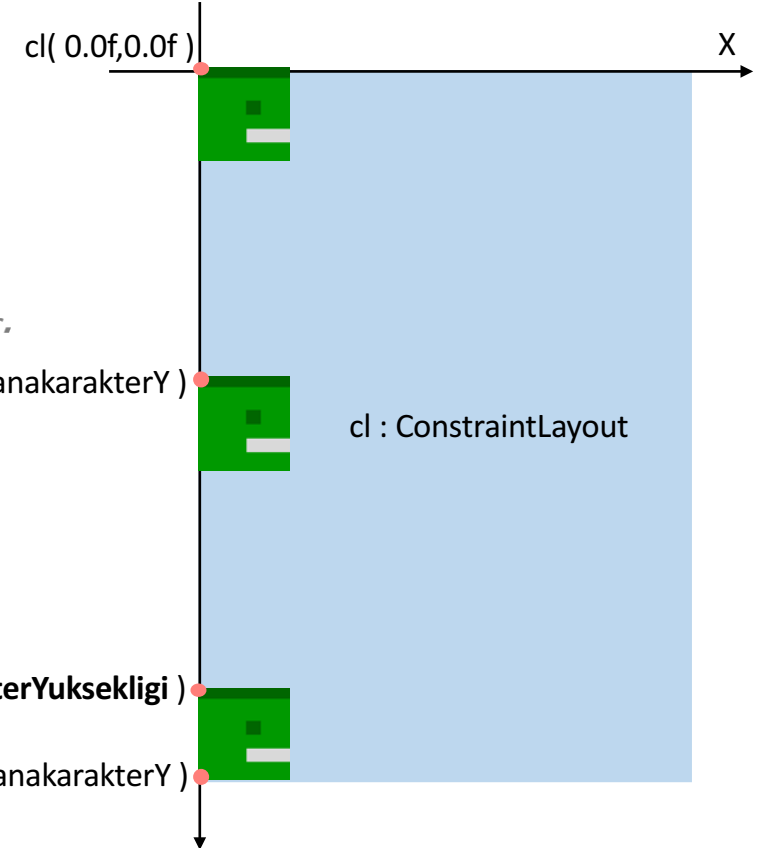 cl( 0.0f,0.0f )
X
anakarakterY )
cl : ConstraintLayout
terYuksekligi )
anakarakterY )